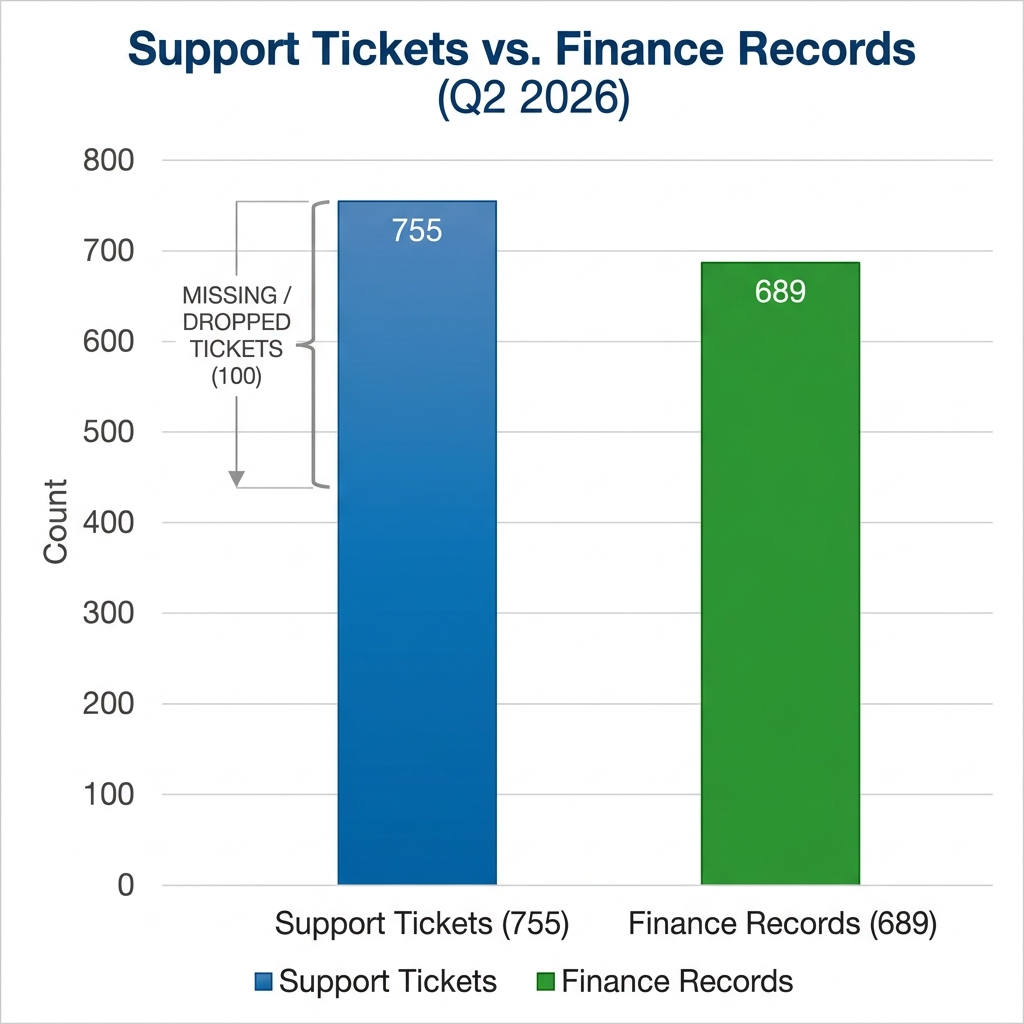 Support Tickets vs. Finance Records
(Q2 2026)
800
700
600
500
400
300
200
100
0
Count
MISSING /
DROPPED
TICKETS
(100)
755
689
Support Tickets (755)
Finance Records (689)
Support Tickets
Finance Records